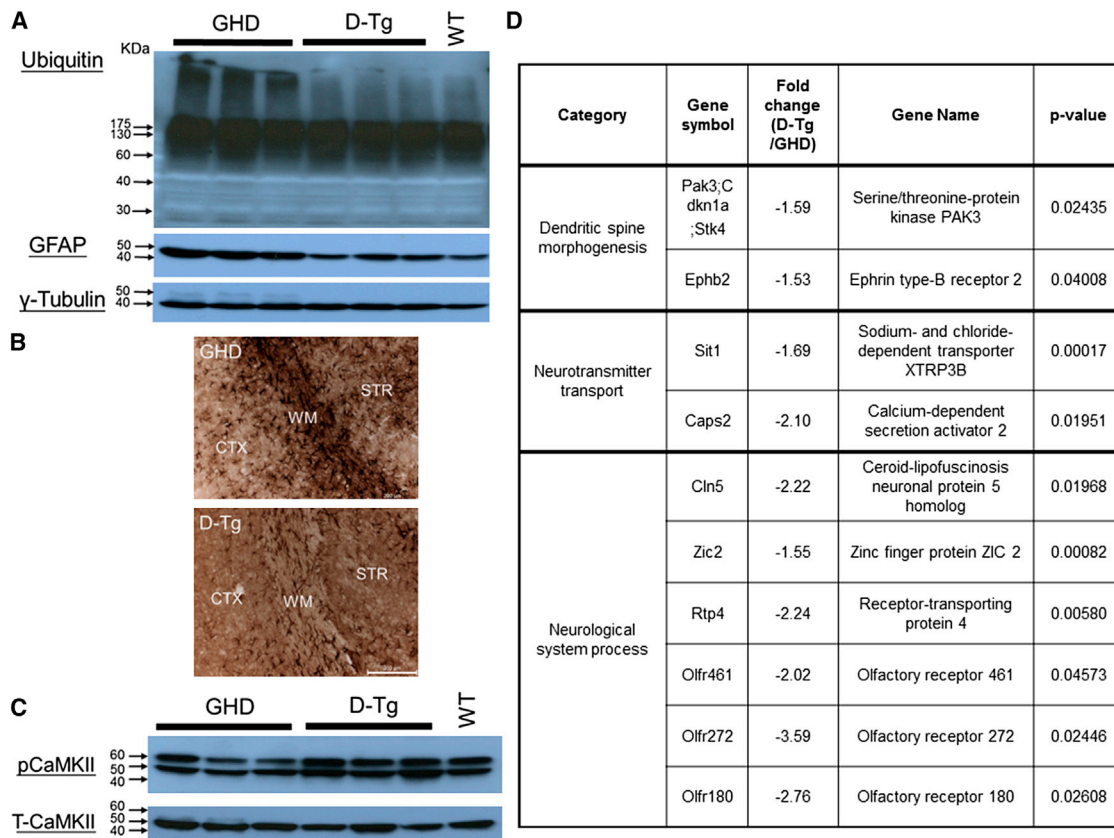 A
GHD
D-Tg
WT
Ubiquitin
KDa
175
130
60
40
30
GFAP
50
40
γ-Tubulin
50
40
B
GHD
STR
WM
CTX
D-Tg
STR
CTX
WM
C
GHD
D-Tg
WT
pCaMKII
60
50
40
T-CaMKII
60
50
40
D
Category
Gene
symbol
Fold
change
(D-Tg
/GHD)
Gene Name
p-value
Dendritic spine
morphogenesis
Pak3;C
dkn1a
;Stk4
-1.59
Serine/threonine-protein
kinase PAK3
0.02435
Ephb2
-1.53
Ephrin type-B receptor 2
0.04008
Neurotransmitter
transport
Sit1
-1.69
Sodium- and chloride-
dependent transporter
XTRP3B
0.00017
Caps2
-2.10
Calcium-dependent
secretion activator 2
0.01951
Neurological
system process
Cln5
-2.22
Ceroid-lipofuscinosis
neuronal protein 5
homolog
0.01968
Zic2
-1.55
Zinc finger protein ZIC 2
0.00082
Rtp4
-2.24
Receptor-transporting
protein 4
0.00580
Olfr461
-2.02
Olfactory receptor 461
0.04573
Olfr272
-3.59
Olfactory receptor 272
0.02446
Olfr180
-2.76
Olfactory receptor 180
0.02608